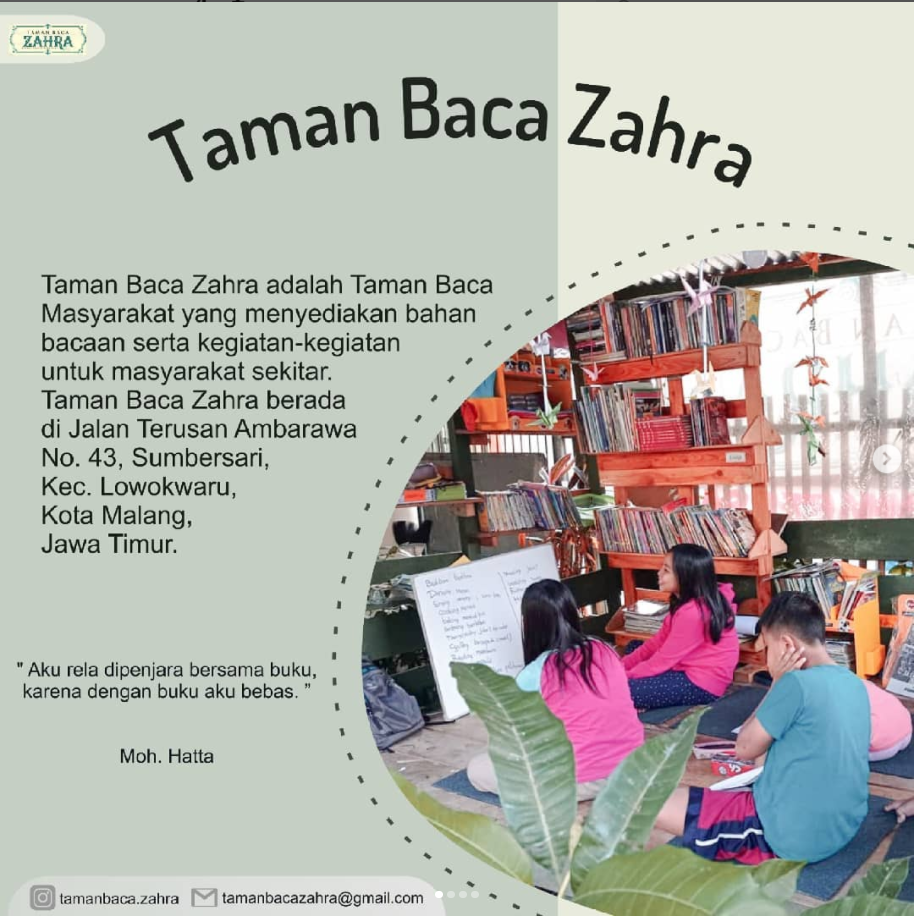 TAMAN BACA
ZAHRA
Taman Baca Zahra
Taman Baca Zahra adalah Taman Baca
Masyarakat yang menyediakan bahan
bacaan serta kegiatan-kegiatan
untuk masyarakat sekitar.
Taman Baca Zahra berada
di Jalan Terusan Ambarawa
No. 43, Sumbersari,
Kec. Lowokwaru,
Kota Malang,
Jawa Timur.
" Aku rela dipenjara bersama buku,
karena dengan buku aku bebas. "
Moh. Hatta
tamanbaca.zahra
tamanbacazahra@gmail.com